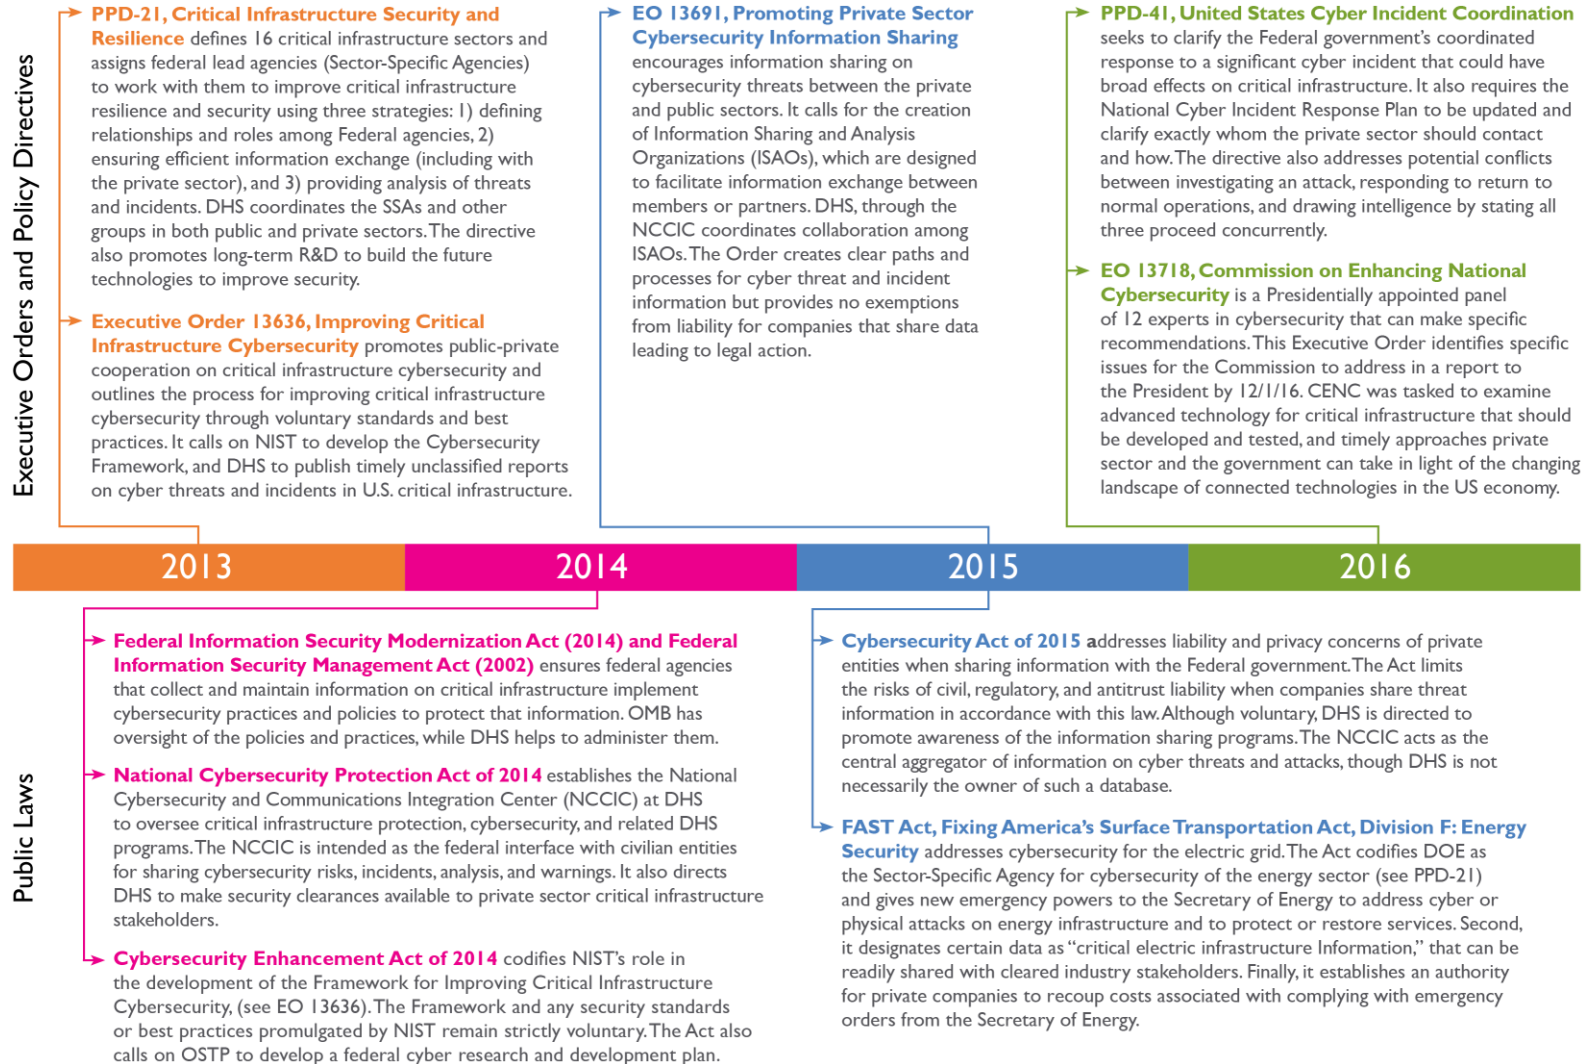 Executive Orders and Policy Directives
PPD-21, Critical Infrastructure Security and
Resilience defines 16 critical infrastructure sectors and
assigns federal lead agencies (Sector-Specific Agencies)
to work with them to improve critical infrastructure
resilience and security using three strategies: 1) defining
relationships and roles among Federal agencies, 2)
ensuring efficient information exchange (including with
the private sector), and 3) providing analysis of threats
and incidents. DHS coordinates the SSAs and other
groups in both public and private sectors. The directive
also promotes long-term R&D to build the future
technologies to improve security.
Executive Order 13636, Improving Critical
Infrastructure Cybersecurity promotes public-private
cooperation on critical infrastructure cybersecurity and
outlines the process for improving critical infrastructure
cybersecurity through voluntary standards and best
practices. It calls on NIST to develop the Cybersecurity
Framework, and DHS to publish timely unclassified reports
on cyber threats and incidents in U.S. critical infrastructure.
EO 13691, Promoting Private Sector
Cybersecurity Information Sharing
encourages information sharing on
cybersecurity threats between the private
and public sectors. It calls for the creation
of Information Sharing and Analysis
Organizations (ISAOs), which are designed
to facilitate information exchange between
members or partners. DHS, through the
NCCIC coordinates collaboration among
ISAOs. The Order creates clear paths and
processes for cyber threat and incident
information but provides no exemptions
from liability for companies that share data
leading to legal action.
PPD-41, United States Cyber Incident Coordination
seeks to clarify the Federal government's coordinated
response to a significant cyber incident that could have
broad effects on critical infrastructure. It also requires the
National Cyber Incident Response Plan to be updated and
clarify exactly whom the private sector should contact
and how. The directive also addresses potential conflicts
between investigating an attack, responding to return to
normal operations, and drawing intelligence by stating all
three proceed concurrently.
EO 13718, Commission on Enhancing National
Cybersecurity is a Presidentially appointed panel
of 12 experts in cybersecurity that can make specific
recommendations. This Executive Order identifies specific
issues for the Commission to address in a report to
the President by 12/1/16. CENC was tasked to examine
advanced technology for critical infrastructure that should
be developed and tested, and timely approaches private
sector and the government can take in light of the changing
landscape of connected technologies in the US economy.
2013
2014
2015
2016
Public Laws
Federal Information Security Modernization Act (2014) and Federal
Information Security Management Act (2002) ensures federal agencies
that collect and maintain information on critical infrastructure implement
cybersecurity practices and policies to protect that information. OMB has
oversight of the policies and practices, while DHS helps to administer them.
National Cybersecurity Protection Act of 2014 establishes the National
Cybersecurity and Communications Integration Center (NCCIC) at DHS
to oversee critical infrastructure protection, cybersecurity, and related DHS
programs. The NCCIC is intended as the federal interface with civilian entities
for sharing cybersecurity risks, incidents, analysis, and warnings. It also directs
DHS to make security clearances available to private sector critical infrastructure
stakeholders.
Cybersecurity Enhancement Act of 2014 codifies NIST's role in
the development of the Framework for Improving Critical Infrastructure
Cybersecurity, (see EO 13636). The Framework and any security standards
or best practices promulgated by NIST remain strictly voluntary. The Act also
calls on OSTP to develop a federal cyber research and development plan.
Cybersecurity Act of 2015 addresses liability and privacy concerns of private
entities when sharing information with the Federal government. The Act limits
the risks of civil, regulatory, and antitrust liability when companies share threat
information in accordance with this law. Although voluntary, DHS is directed to
promote awareness of the information sharing programs. The NCCIC acts as the
central aggregator of information on cyber threats and attacks, though DHS is not
necessarily the owner of such a database.
FAST Act, Fixing America's Surface Transportation Act, Division F: Energy
Security addresses cybersecurity for the electric grid. The Act codifies DOE as
the Sector-Specific Agency for cybersecurity of the energy sector (see PPD-21)
and gives new emergency powers to the Secretary of Energy to address cyber or
physical attacks on energy infrastructure and to protect or restore services. Second,
it designates certain data as “critical electric infrastructure Information,” that can be
readily shared with cleared industry stakeholders. Finally, it establishes an authority
for private companies to recoup costs associated with complying with emergency
orders from the Secretary of Energy.